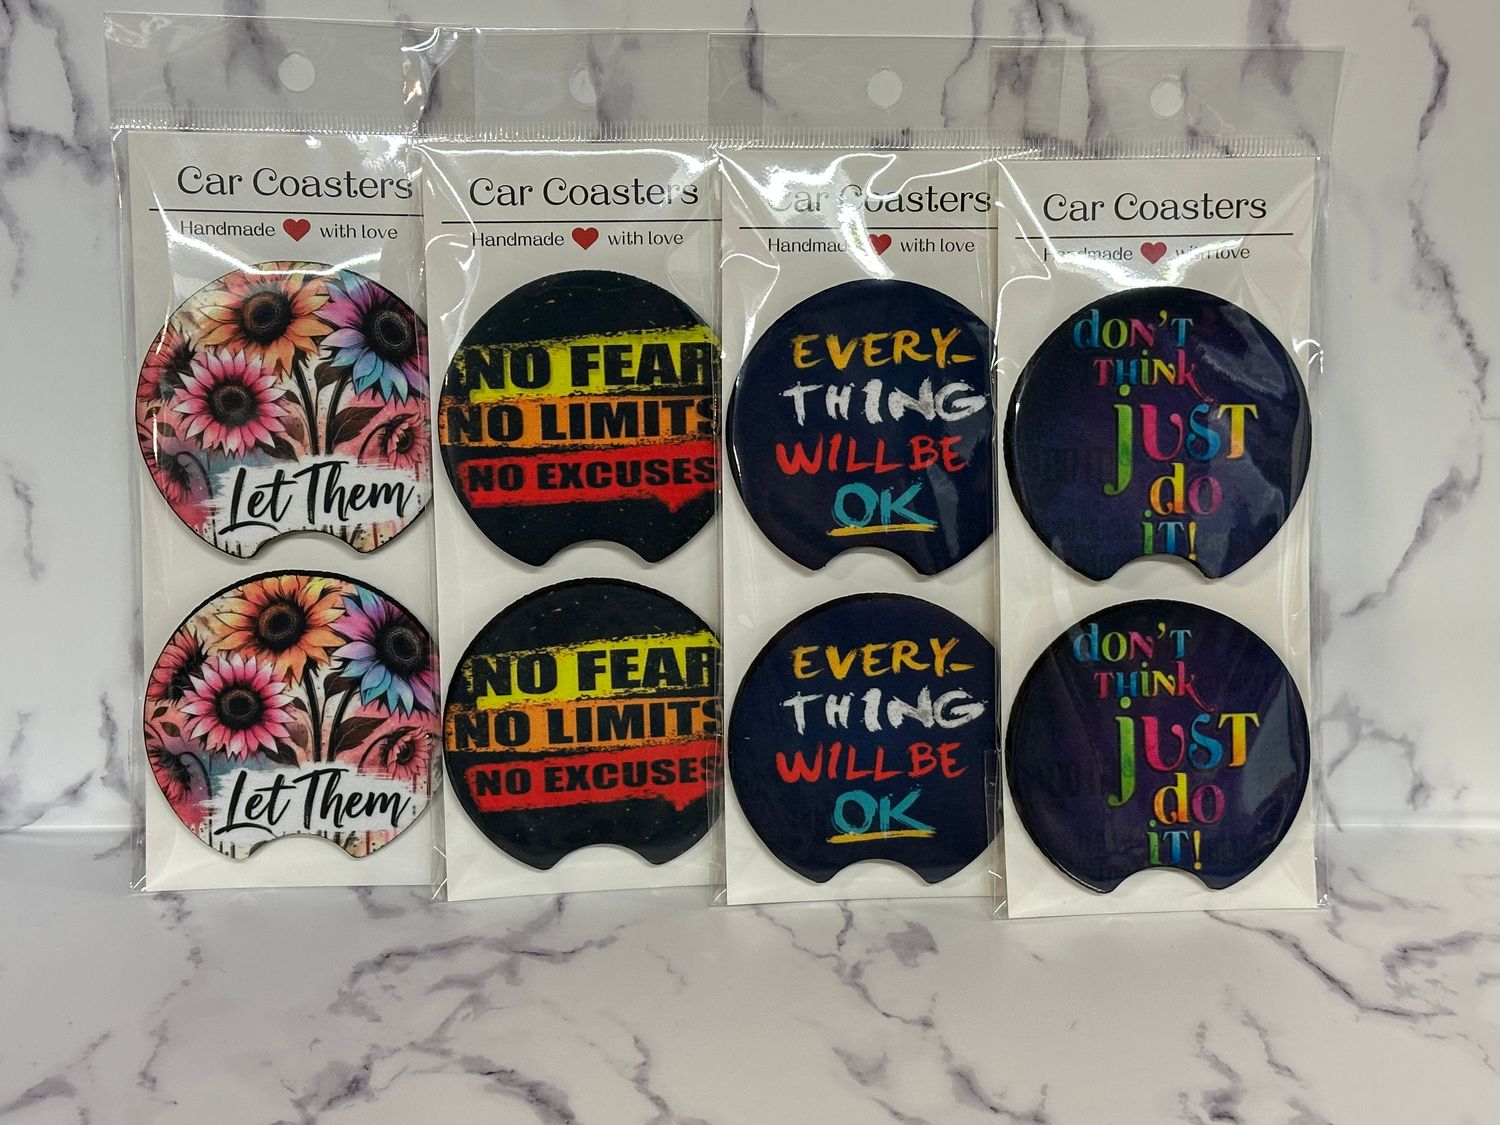 Car Coasters
Handmade ❤ with love
Let Them
Let Them
Car Coasters
Handmade ❤ with love
NO FEAR
NO LIMITS
NO EXCUSES
NO FEAR
NO LIMITS
NO EXCUSES
Car Coasters
Handmade ❤ with love
EVERY-
THING
WILL BE
OK
EVERY-
THING
WILL BE
OK
Car Coasters
Handmade ❤ with love
don't
THiNk
jUST
do
iT!
don't
THiNk
jUST
do
iT!